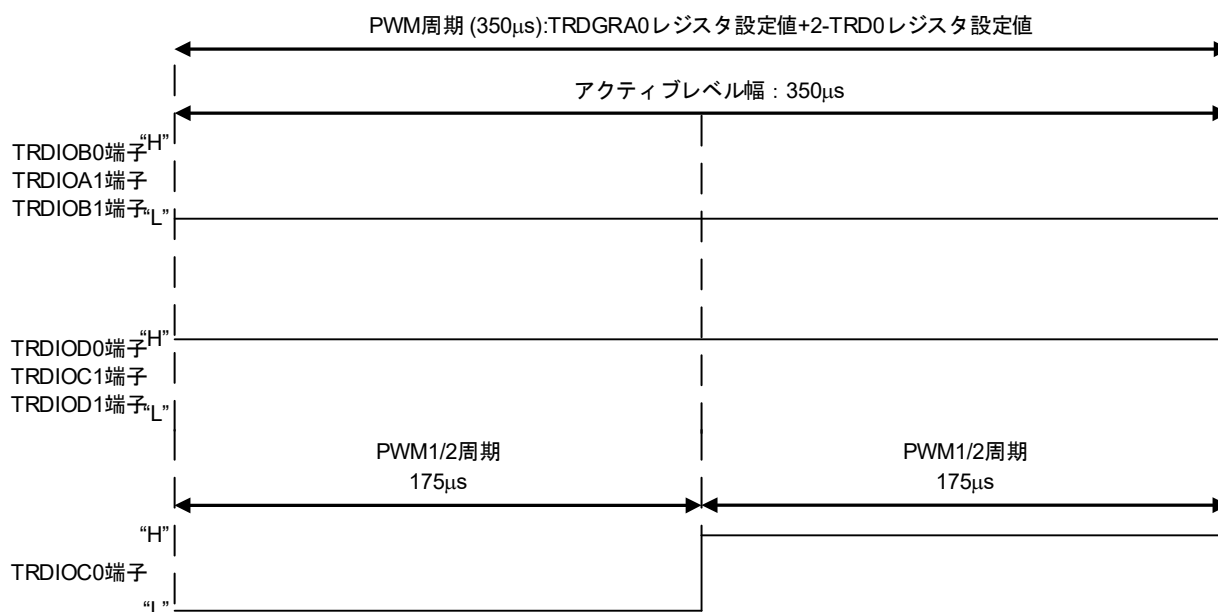 PWM周期 (350μs):TRDGRA0レジスタ設定値+2-TRD0レジスタ設定値
アクティブレベル幅：350μs
“H”
TRDIOB0端子
TRDIOA1端子
TRDIOB1端子
“L”
“H”
TRDIOD0端子
TRDIOC1端子
TRDIOD1端子
“L”
PWM1/2周期
175μs
PWM1/2周期
175μs
“H”
TRDIOC0端子
“L”